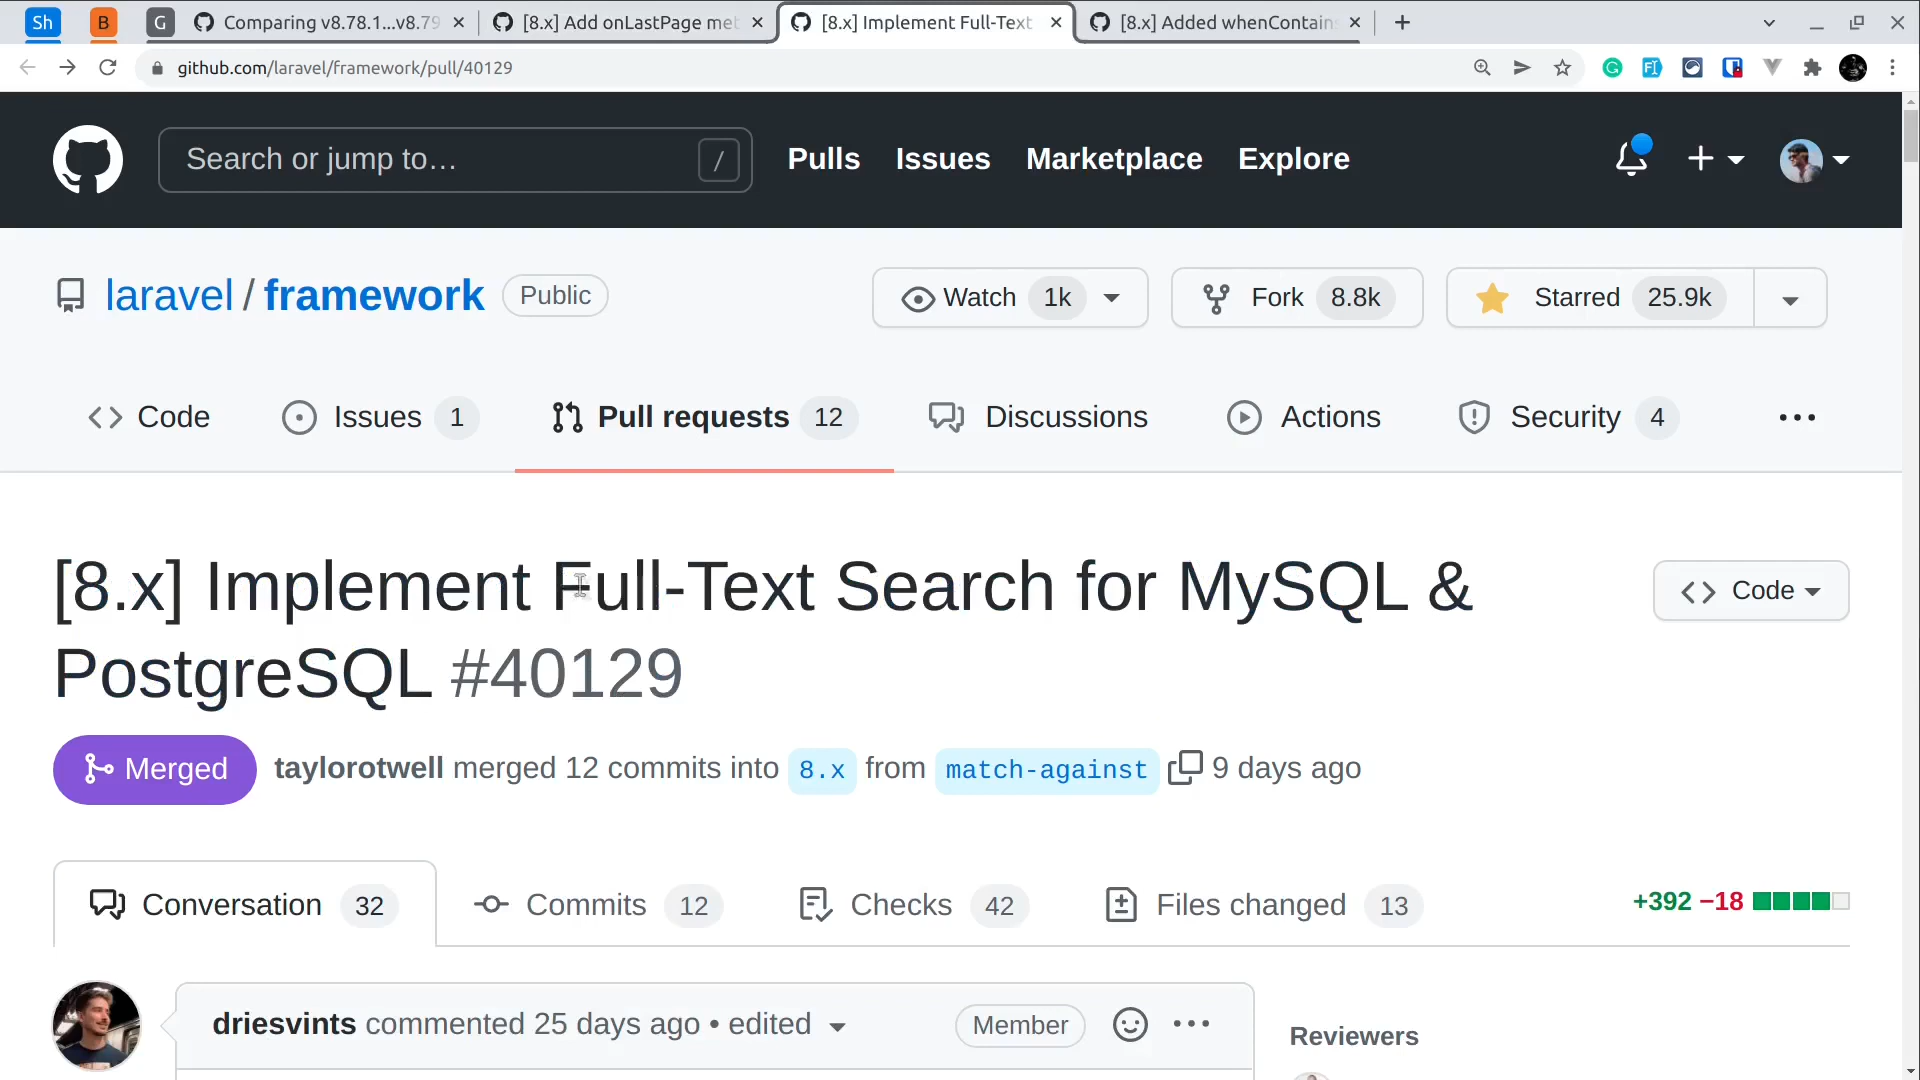 Sh
B
G
Comparing v8.78.1...v8.79
[8.x] Add onLastPage met
[8.x] Implement Full-Text
[8.x] Added whenContain
github.com/laravel/framework/pull/40129
Search or jump to…
/
Pulls
Issues
Marketplace
Explore
laravel / framework
Public
Watch 1k
Fork 8.8k
Starred 25.9k
Code
Issues 1
Pull requests 12
Discussions
Actions
Security 4
[8.x] Implement Full-Text Search for MySQL &
PostgreSQL #40129
Code
Merged
taylorotwell merged 12 commits into 8.x from match-against 9 days ago
Conversation 32
Commits 12
Checks 42
Files changed 13
+392 −18
driesvints commented 25 days ago • edited
Member
Reviewers